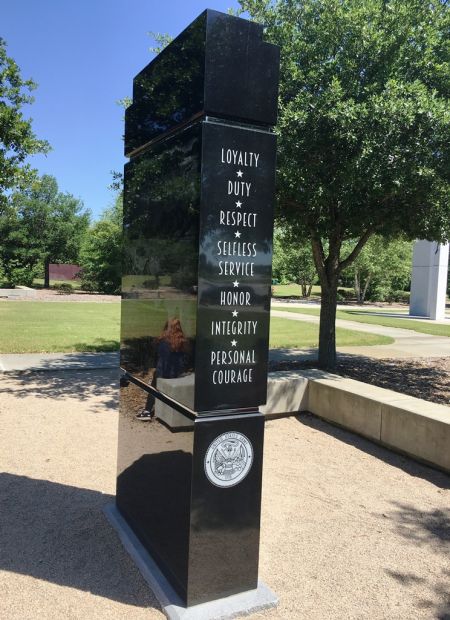 LOYALTY
DUTY
RESPECT
SELFLESS
SERVICE
HONOR
INTEGRITY
PERSONAL
COURAGE